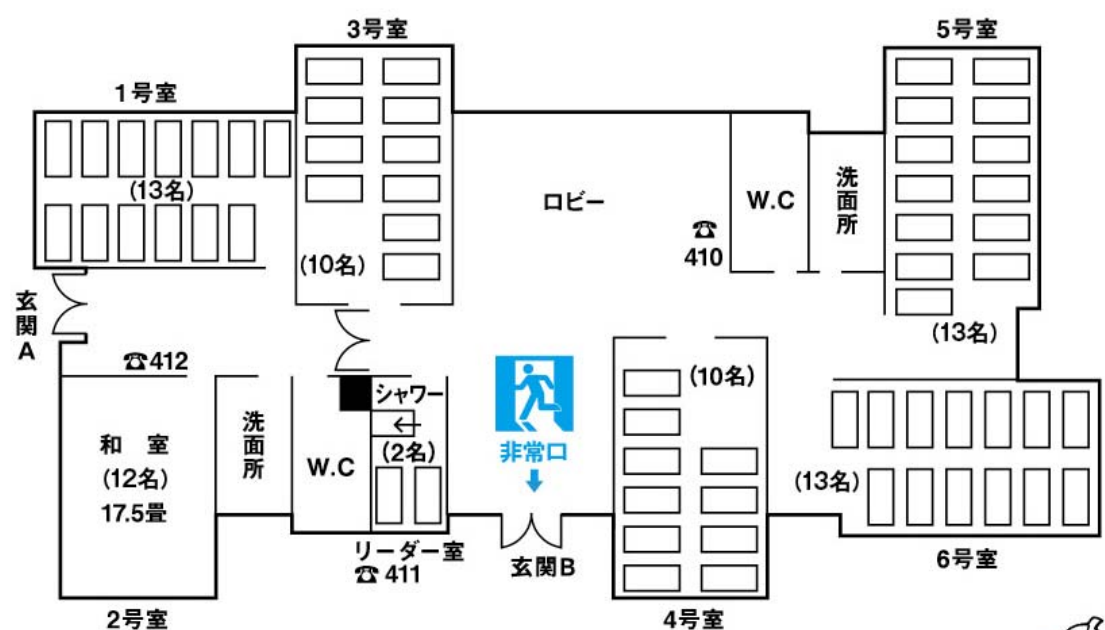 3号室
5号室
1号室
(13名)
ロビー
W.C
洗面所
☎
410
(10名)
玄関A
(13名)
☎412
(10名)
シャワー
洗面所
和 室
(12名)
17.5畳
W.C
(2名)
非常口
(13名)
リーダー室
☎ 411
玄関B
6号室
2号室
4号室